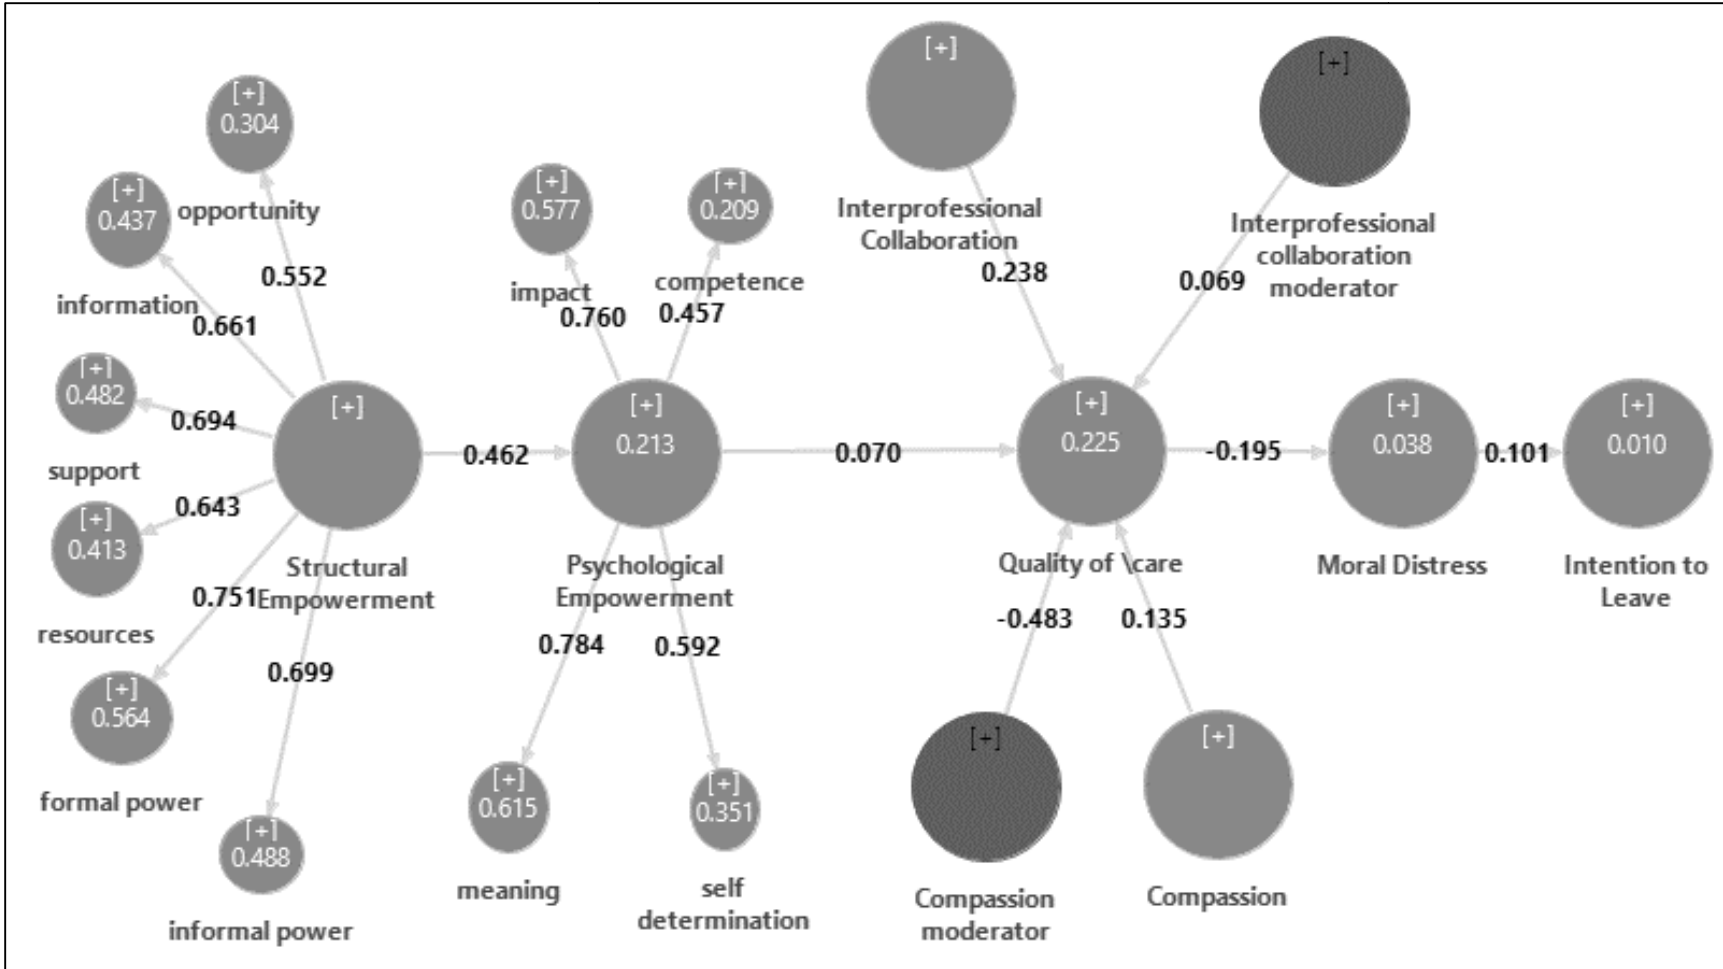 [+]
0.304
opportunity
[+]
0.437
information
0.552
0.661
[+]
0.482
support
0.694
[+]
0.413
resources
0.643
[+]
0.564
formal power
0.751
[+]
0.488
informal power
0.699
[+]
Structural
Empowerment
0.462
[+]
0.577
impact
0.760
[+]
0.209
competence
0.457
[+]
0.213
Psychological
Empowerment
0.784
0.592
[+]
0.615
meaning
[+]
0.351
self
determination
0.070
[+]
Interprofessional
Collaboration
0.238
[+]
Interprofessional
collaboration
moderator
0.069
[+]
0.225
Quality of \care
-0.483
0.135
[+]
Compassion
moderator
[+]
Compassion
-0.195
[+]
0.038
Moral Distress
0.101
[+]
0.010
Intention to
Leave